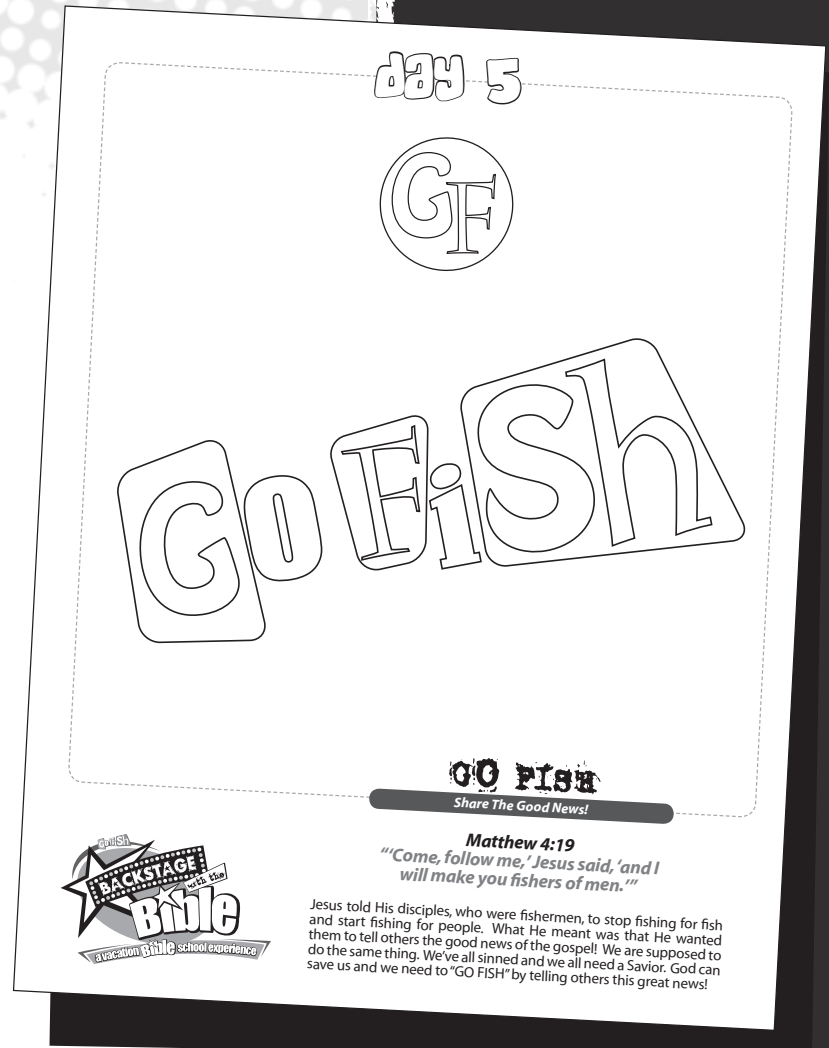 day 5
GF
Go FiSh
GO FISH
Share The Good News!
Matthew 4:19
“‘Come, follow me,’ Jesus said, ‘and I
will make you fishers of men.’”
Jesus told His disciples, who were fishermen, to stop fishing for fish
and start fishing for people. What He meant was that He wanted
them to tell others the good news of the gospel! We are supposed to
do the same thing. We’ve all sinned and we all need a Savior. God can
save us and we need to “GO FISH” by telling others this great news!
Go FiSh
BACKSTAGE
with the
Bible
a vacation Bible school experience